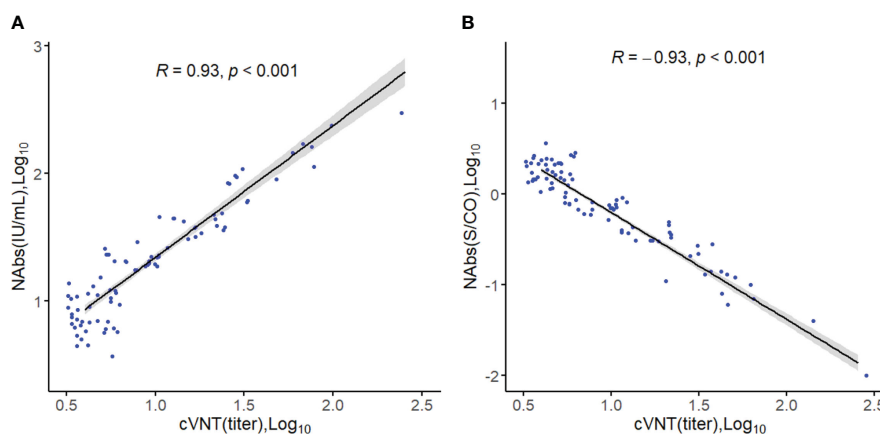 A
R = 0.93, p < 0.001
NAbs(IU/mL),Log10
3
2
1
0.5 1.0 1.5 2.0 2.5
cVNT(titer),Log10
B
R = −0.93, p < 0.001
NAbs(S/CO),Log10
1
0
-1
-2
0.5 1.0 1.5 2.0 2.5
cVNT(titer),Log10